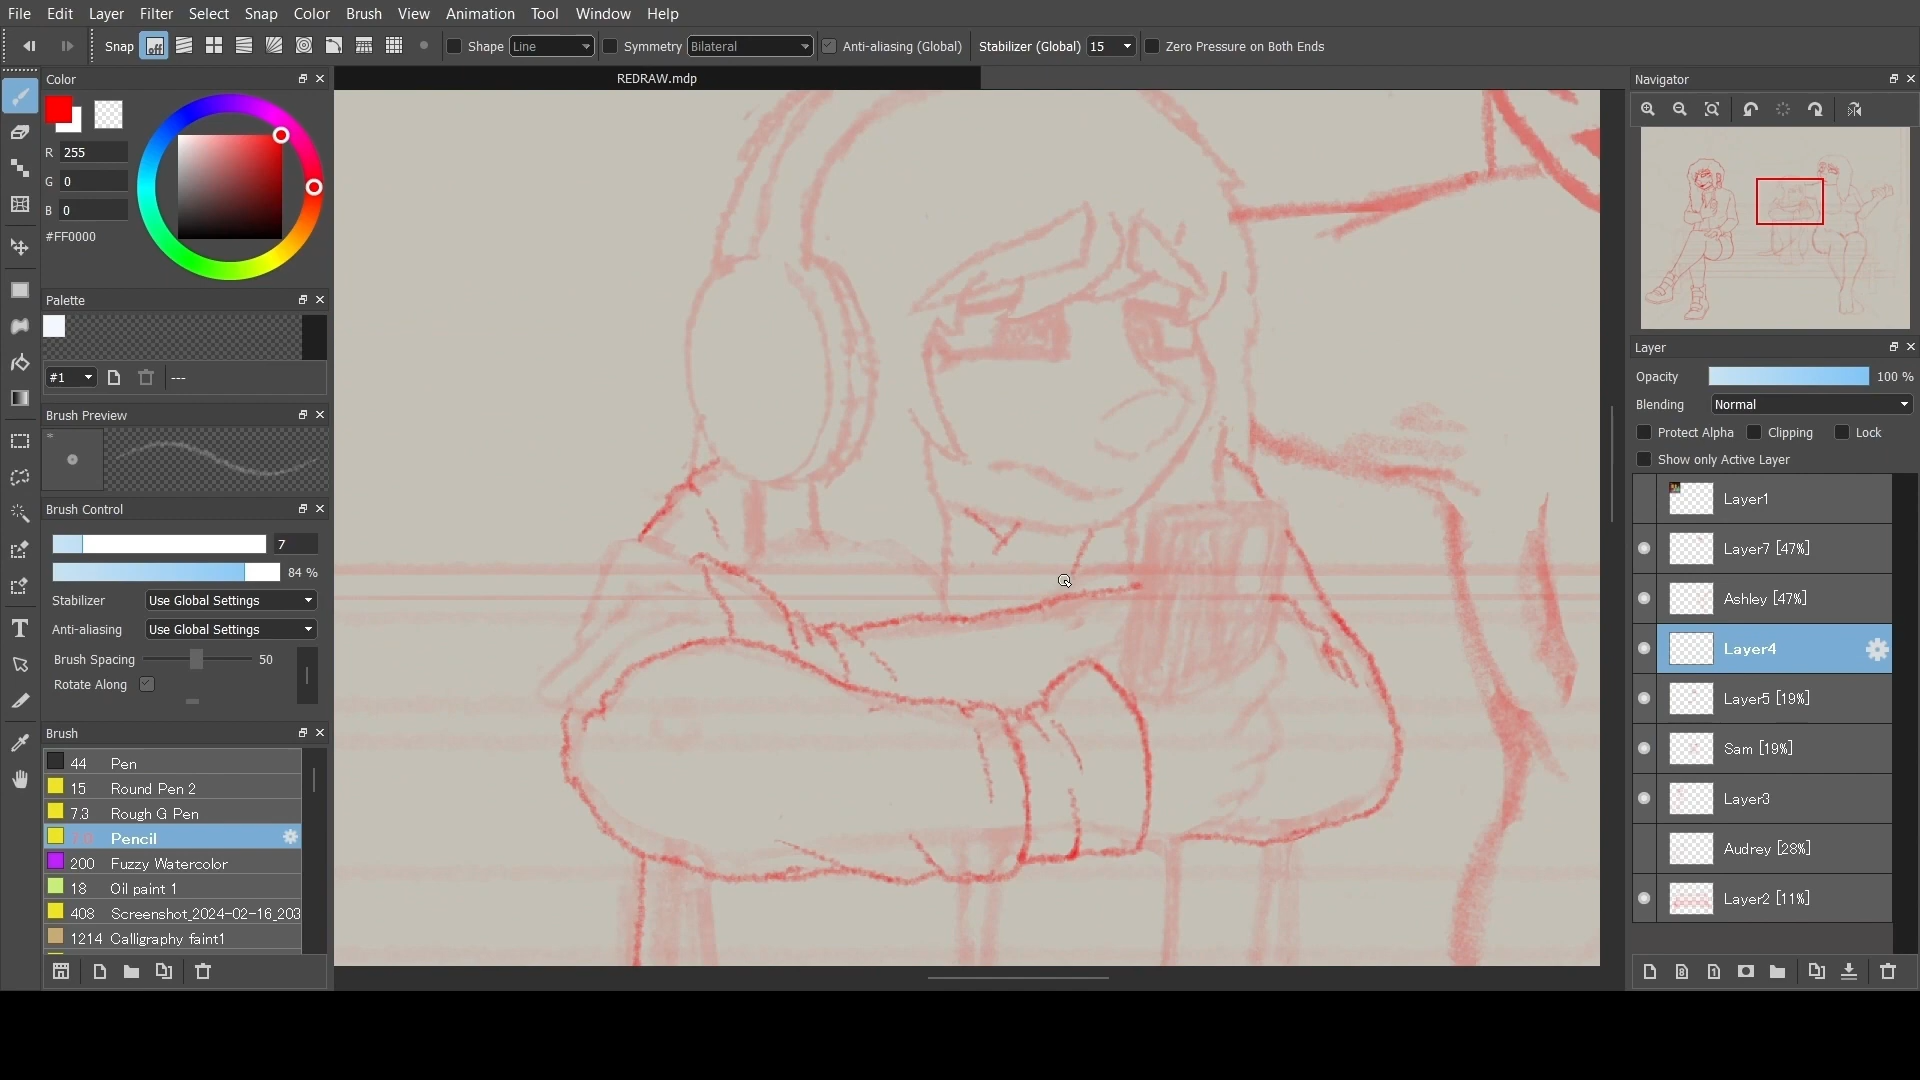 File Edit Layer Filter Select Snap Color Brush View Animation Tool Window Help
Snap off Shape Line Symmetry Bilateral Anti-aliasing (Global) Stabilizer (Global) 15 Zero Pressure on Both Ends
Color
REDRAW.mdp
Navigator
R 255
G 0
B 0
#FF0000
Palette
#1 ---
Layer
Opacity 100 %
Blending Normal
Protect Alpha Clipping Lock
Show only Active Layer
Brush Preview
*
Brush Control
7
84 %
Stabilizer Use Global Settings
Anti-aliasing Use Global Settings
Brush Spacing 50
Rotate Along
Brush
44 Pen
15 Round Pen 2
7.3 Rough G Pen
Pencil
200 Fuzzy Watercolor
18 Oil paint 1
408 Screenshot_2024-02-16_203
1214 Calligraphy faint1
Layer1
Layer7 [47%]
Ashley [47%]
Layer4
Layer5 [19%]
Sam [19%]
Layer3
Audrey [28%]
Layer2 [11%]